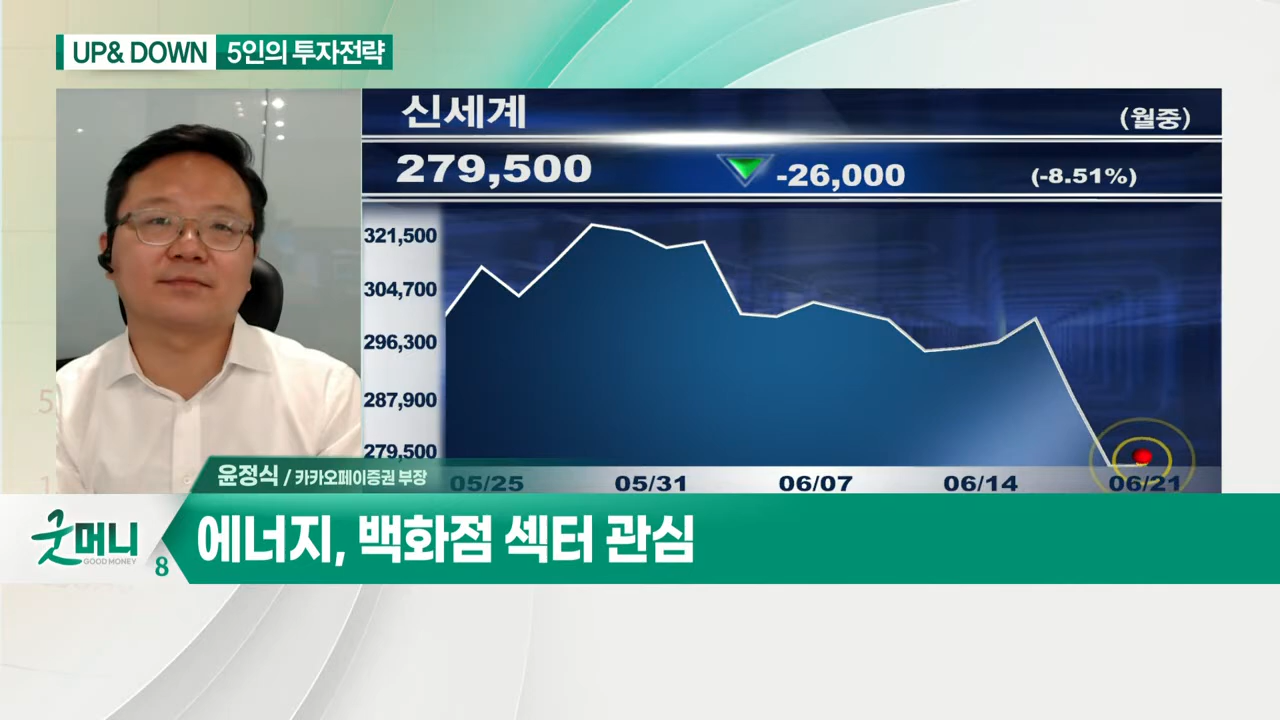 UP& DOWN 5인의 투자전략
신세계 (월중)
279,500 -26,000 (-8.51%)
321,500
304,700
296,300
287,900
279,500
05/25 05/31 06/07 06/14 06/21
윤정식 / 카카오페이증권 부장
에너지, 백화점 섹터 관심
굿머니
GOOD MONEY
8
5
1